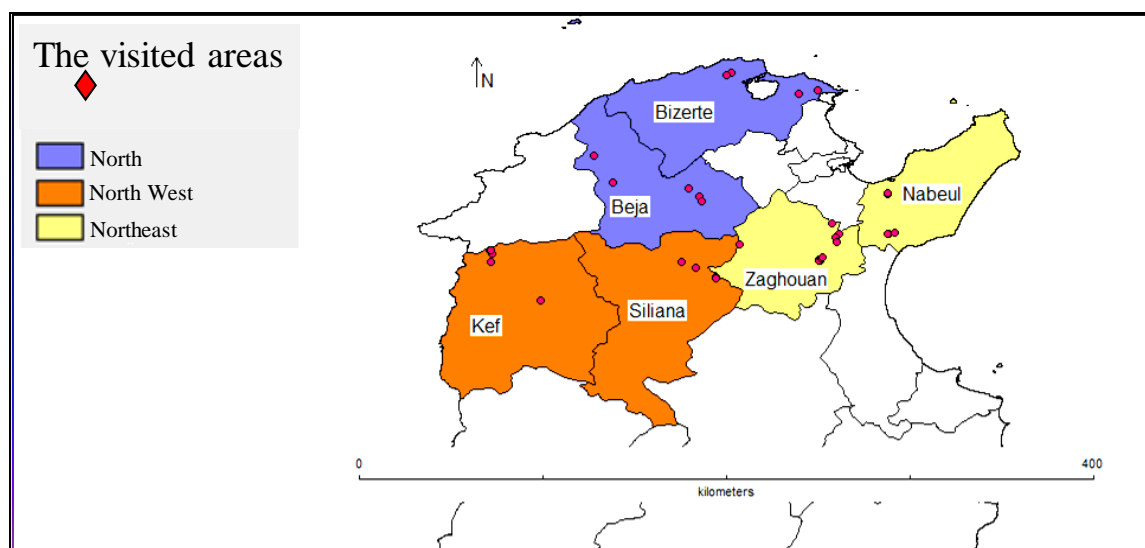 The visited areas
North
North West
Northeast
N
Bizerte
Beja
Nabeul
Zaghouan
Siliana
Kef
0
400
kilometers